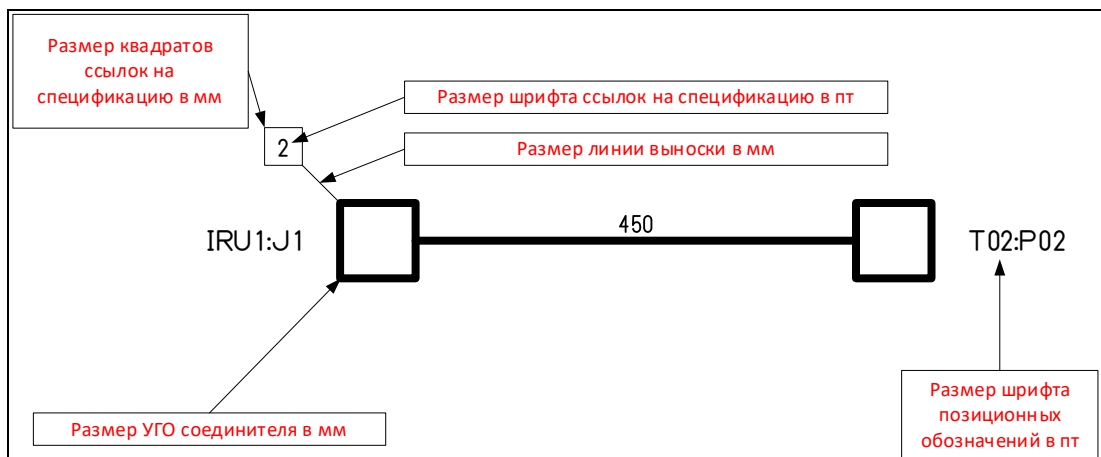 Размер квадратов
ссылок на
спецификацию в мм
Размер шрифта ссылок на спецификацию в пт
2
Размер линии выноски в мм
IRU1:J1
450
T02:P02
Размер УГО соединителя в мм
Размер шрифта
позиционных
обозначений в пт